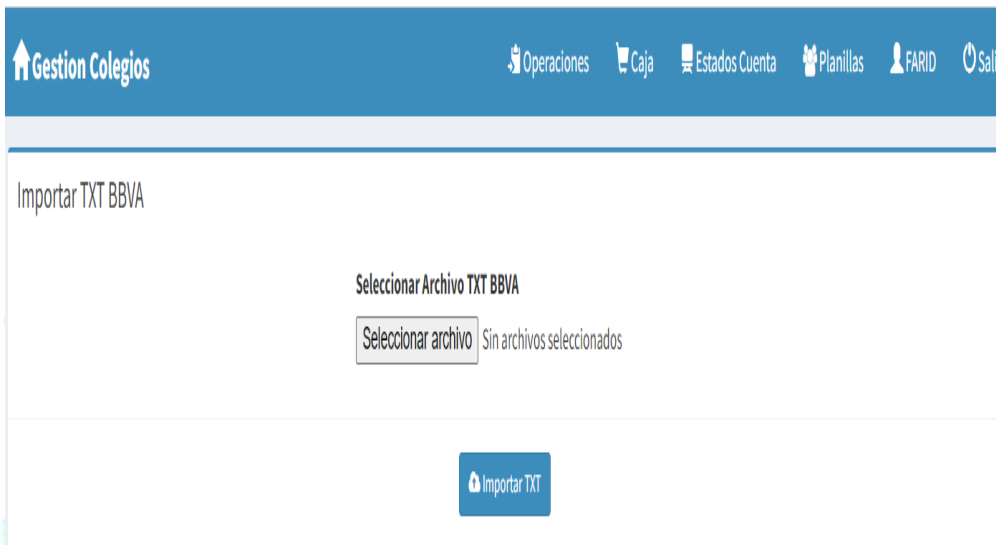 Gestion Colegios
Operaciones Caja Estados Cuenta Planillas FARID Sali
Importar TXT BBVA
Seleccionar Archivo TXT BBVA
Seleccionar archivo Sin archivos seleccionados
Importar TXT